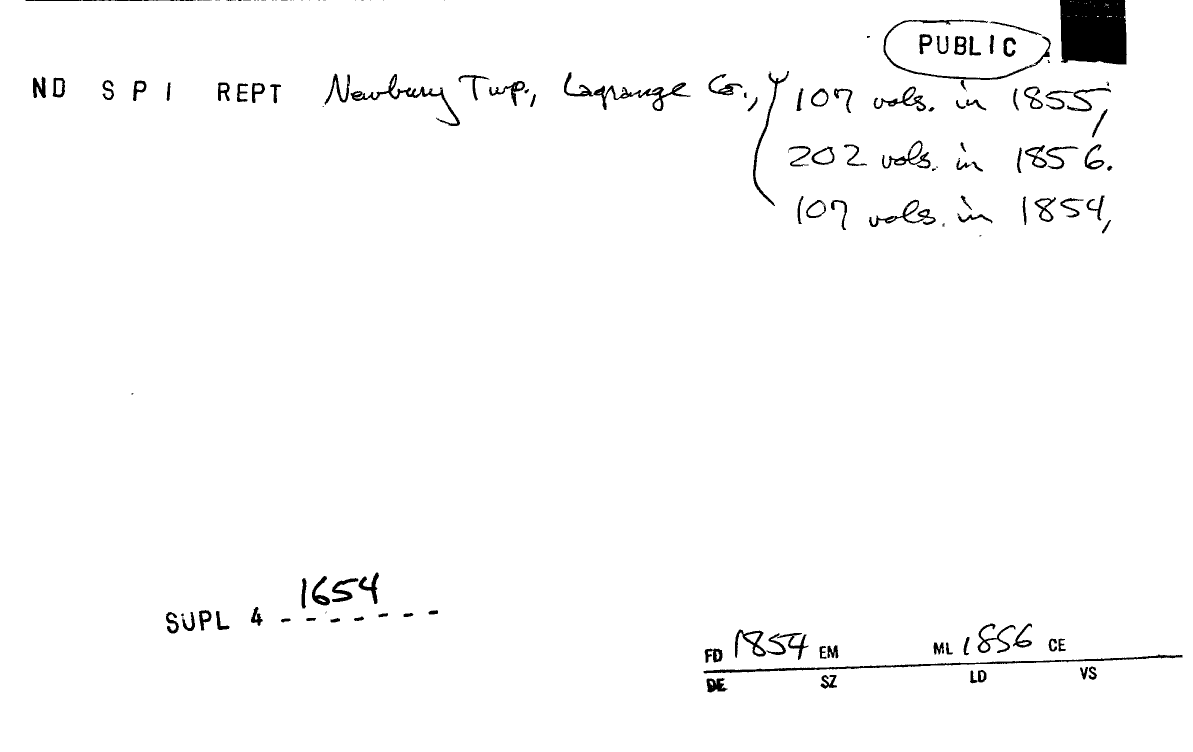 PUBLIC
ND S P I REPT Newbury Twp., Lagrange Co., 107 vols. in 1855,
202 vols. in 1856.
107 vols. in 1854,
SUPL 4 1654
FD 1854 EM ML 1856 CE
DE SZ LD VS